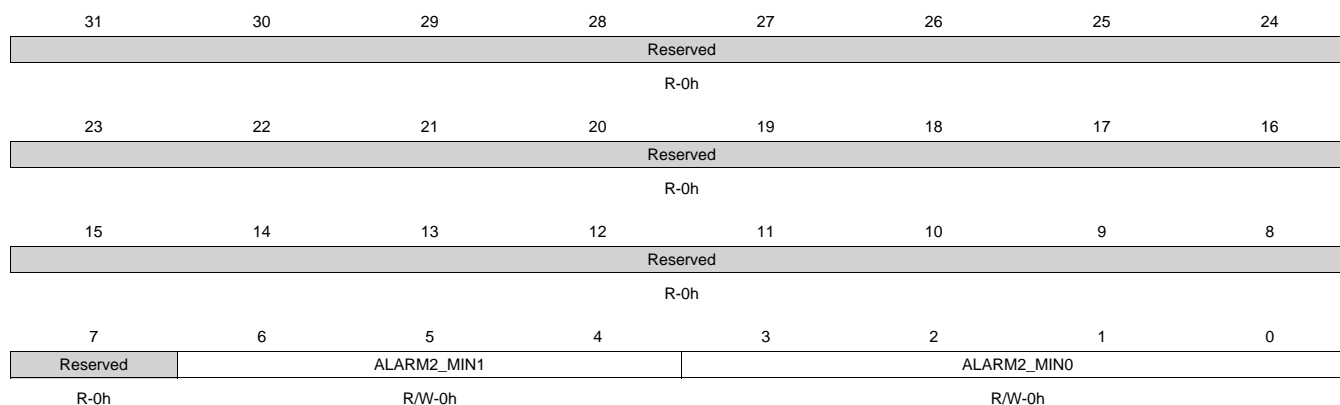 31 30 29 28 27 26 25 24
Reserved
R-0h
23 22 21 20 19 18 17 16
Reserved
R-0h
15 14 13 12 11 10 9 8
Reserved
R-0h
7 6 5 4 3 2 1 0
Reserved ALARM2_MIN1 ALARM2_MIN0
R-0h R/W-0h R/W-0h